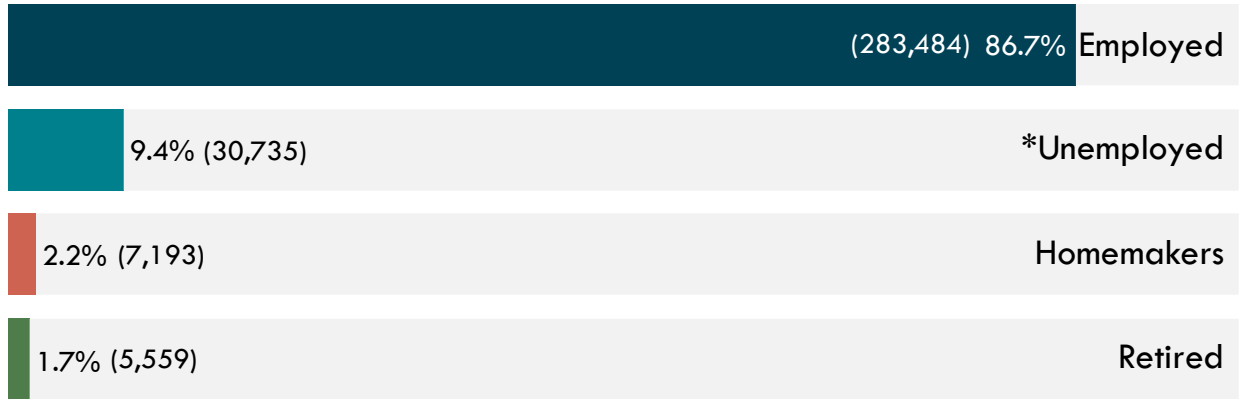 (283,484) 86.7% Employed
9.4% (30,735) *Unemployed
2.2% (7,193) Homemakers
1.7% (5,559) Retired